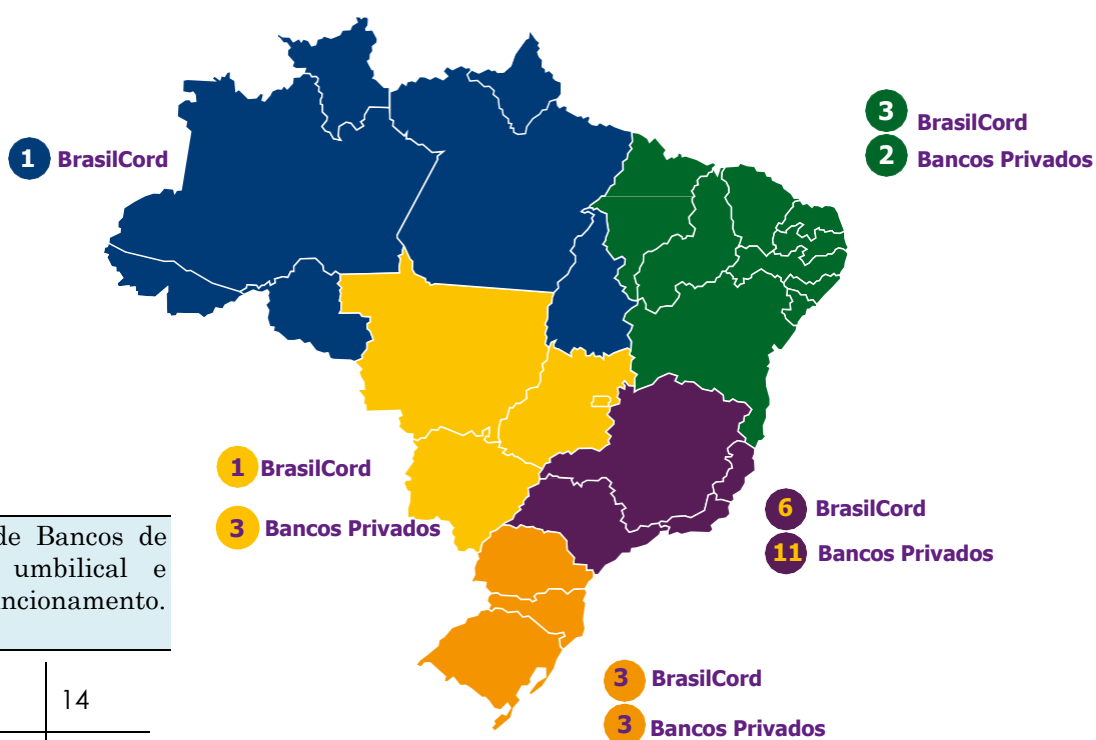 3 BrasilCord
2 Bancos Privados
1 BrasilCord
1 BrasilCord
3 Bancos Privados
6 BrasilCord
11 Bancos Privados
de Bancos de
umbilical e
ncionamento.
14
3 BrasilCord
3 Bancos Privados